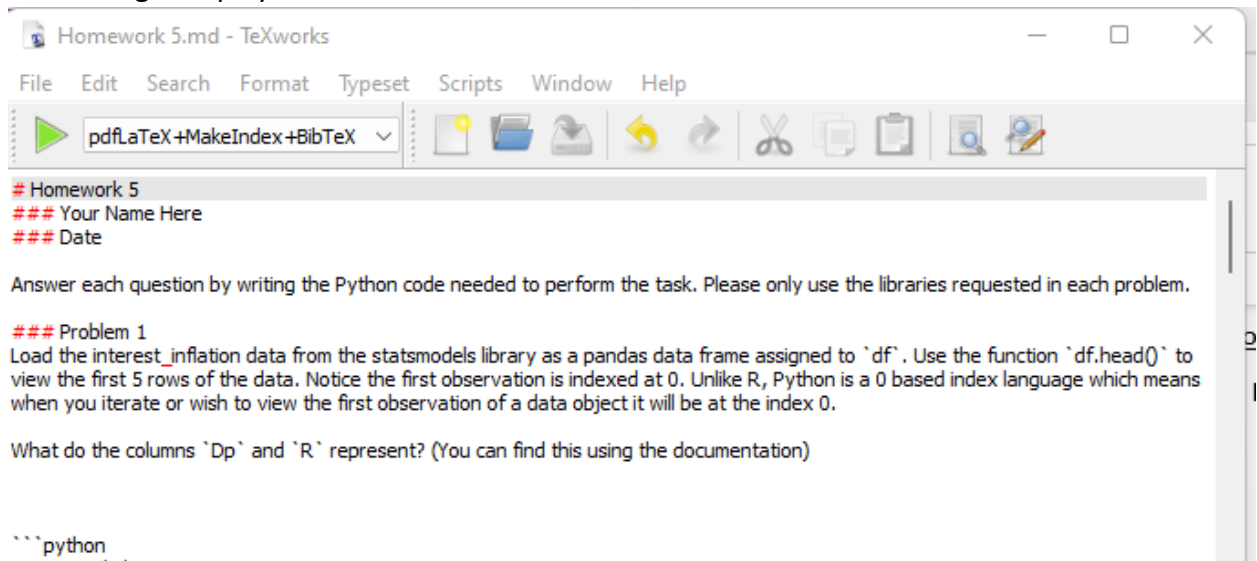 Homework 5.md - TeXworks
File Edit Search Format Typeset Scripts Window Help
pdfLaTeX+MakeIndex+BibTeX
# Homework 5
### Your Name Here
### Date
Answer each question by writing the Python code needed to perform the task. Please only use the libraries requested in each problem.
### Problem 1
Load the interest_inflation data from the statsmodels library as a pandas data frame assigned to `df`. Use the function `df.head()` to
view the first 5 rows of the data. Notice the first observation is indexed at 0. Unlike R, Python is a 0 based index language which means
when you iterate or wish to view the first observation of a data object it will be at the index 0.
What do the columns `Dp` and `R` represent? (You can find this using the documentation)
```python